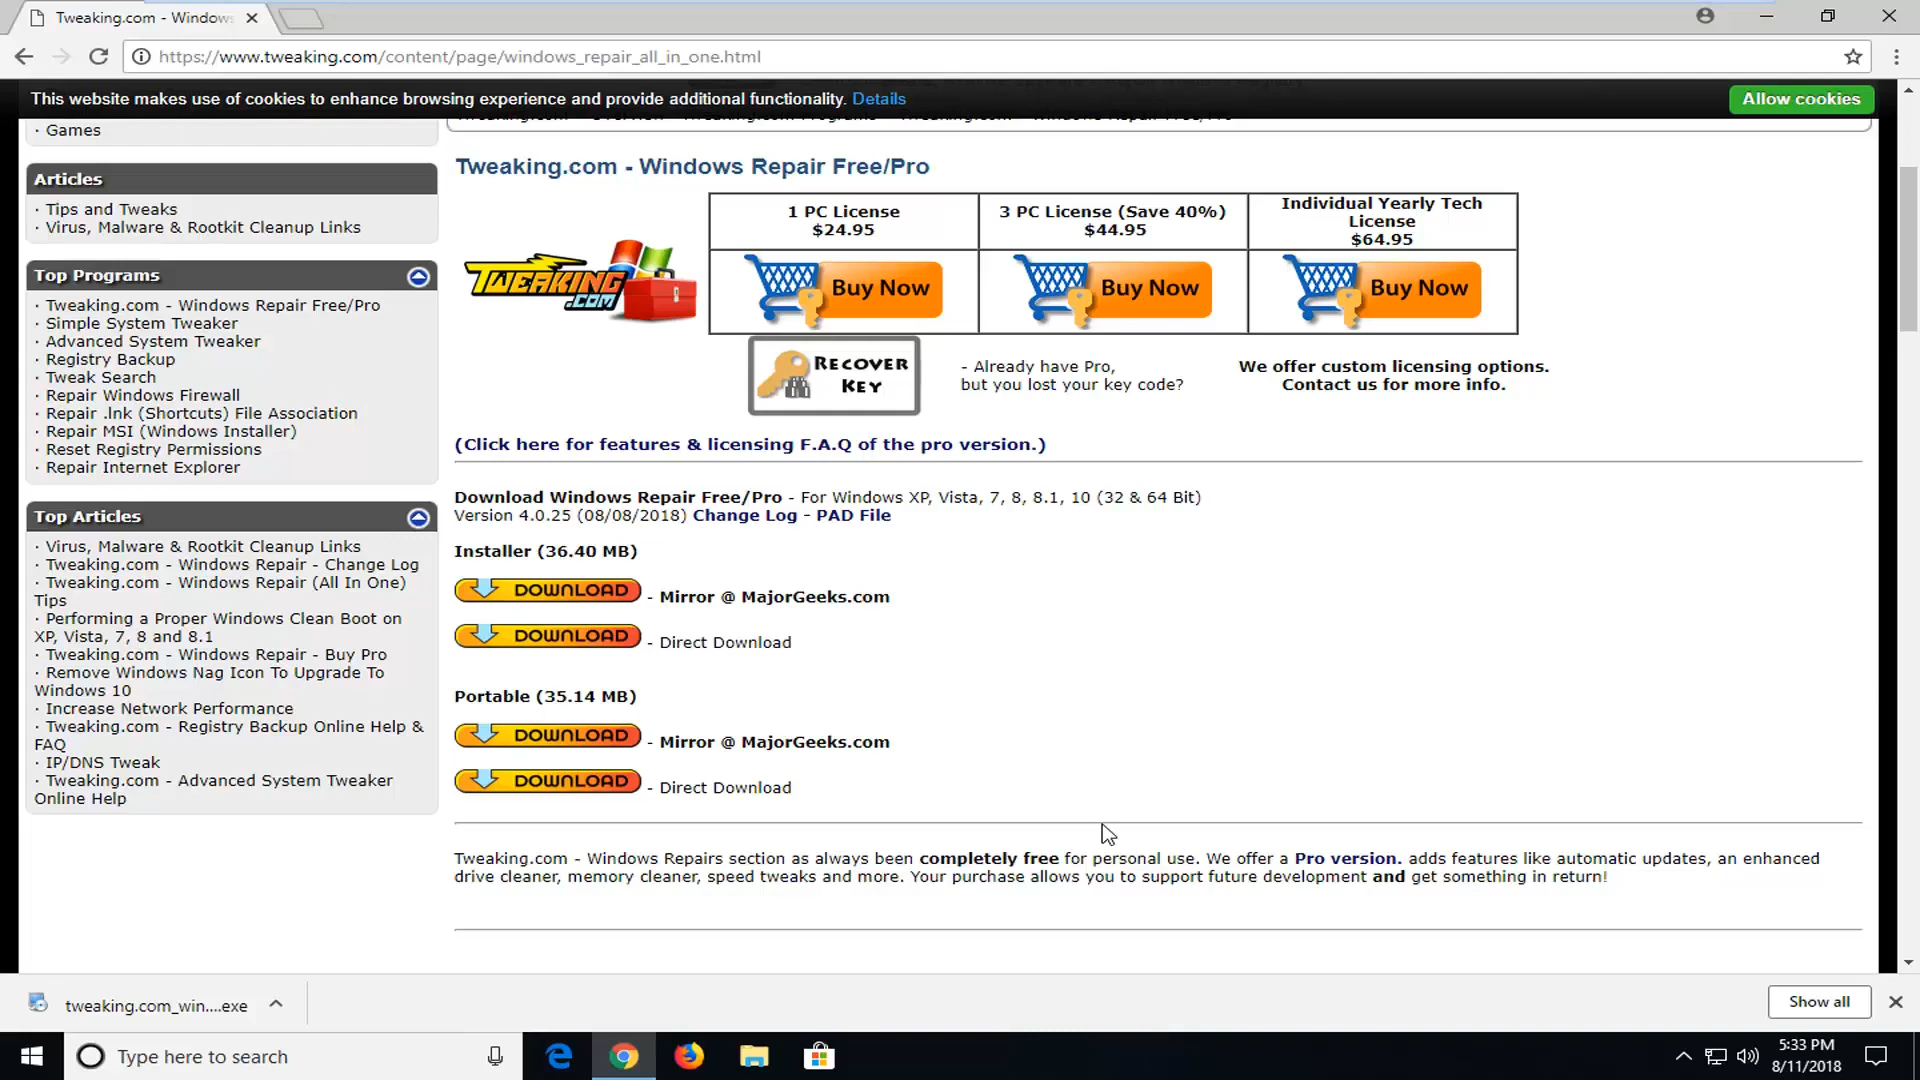 Tweaking.com - Window
https://www.tweaking.com/content/page/windows_repair_all_in_one.html
This website makes use of cookies to enhance browsing experience and provide additional functionality. Details
Allow cookies
· Games
Articles
· Tips and Tweaks
· Virus, Malware & Rootkit Cleanup Links
Top Programs
· Tweaking.com - Windows Repair Free/Pro
· Simple System Tweaker
· Advanced System Tweaker
· Registry Backup
· Tweak Search
· Repair Windows Firewall
· Repair .lnk (Shortcuts) File Association
· Repair MSI (Windows Installer)
· Reset Registry Permissions
· Repair Internet Explorer
Top Articles
· Virus, Malware & Rootkit Cleanup Links
· Tweaking.com - Windows Repair - Change Log
· Tweaking.com - Windows Repair (All In One)
Tips
· Performing a Proper Windows Clean Boot on
XP, Vista, 7, 8 and 8.1
· Tweaking.com - Windows Repair - Buy Pro
· Remove Windows Nag Icon To Upgrade To
Windows 10
· Increase Network Performance
· Tweaking.com - Registry Backup Online Help &
FAQ
· IP/DNS Tweak
· Tweaking.com - Advanced System Tweaker
Online Help
Tweaking.com - Windows Repair Free/Pro
TWEAKING
.COM
1 PC License
$24.95
3 PC License (Save 40%)
$44.95
Individual Yearly Tech
License
$64.95
Buy Now
Buy Now
Buy Now
RECOVER
KEY
- Already have Pro,
but you lost your key code?
We offer custom licensing options.
Contact us for more info.
(Click here for features & licensing F.A.Q of the pro version.)
Download Windows Repair Free/Pro - For Windows XP, Vista, 7, 8, 8.1, 10 (32 & 64 Bit)
Version 4.0.25 (08/08/2018) Change Log - PAD File
Installer (36.40 MB)
DOWNLOAD - Mirror @ MajorGeeks.com
DOWNLOAD - Direct Download
Portable (35.14 MB)
DOWNLOAD - Mirror @ MajorGeeks.com
DOWNLOAD - Direct Download
Tweaking.com - Windows Repairs section as always been completely free for personal use. We offer a Pro version. adds features like automatic updates, an enhanced
drive cleaner, memory cleaner, speed tweaks and more. Your purchase allows you to support future development and get something in return!
tweaking.com_win....exe
Show all
Type here to search
5:33 PM
8/11/2018